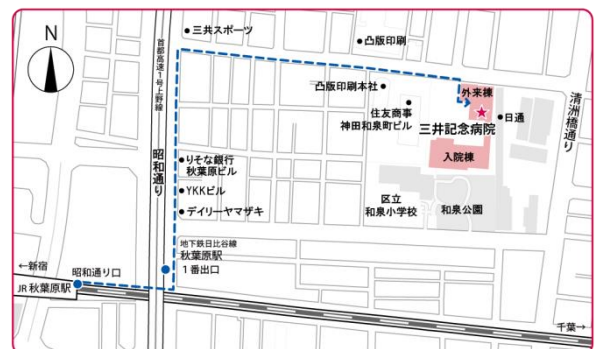 N
三共スポーツ
凸版印刷
首都高速1号上野線
昭和通り
凸版印刷本社
外来棟
住友商事
神田和泉町ビル
三井記念病院
日通
清洲橋通り
入院棟
りそな銀行
秋葉原ビル
YKKビル
デイリーヤマザキ
区立
和泉小学校
和泉公園
地下鉄日比谷線
秋葉原駅
1番出口
←新宿
昭和通り口
JR 秋葉原駅
千葉→